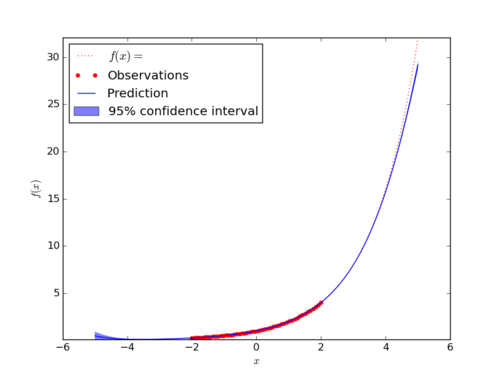 f(x) =
Observations
Prediction
95% confidence interval
30
25
20
15
10
5
f(x)
−6 −4 −2 0 2 4 6
x